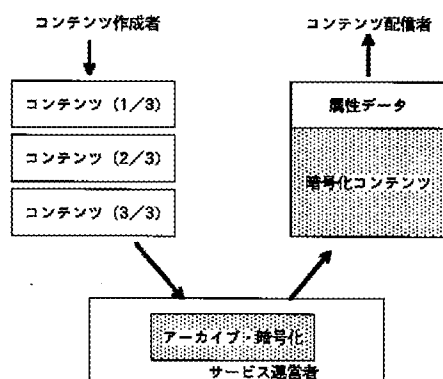 コンテンツ作成者
コンテンツ配信者
コンテンツ（1／3）
コンテンツ（2／3）
コンテンツ（3／3）
属性データ
暗号化コンテンツ
アーカイブ・暗号化
サービス運営者